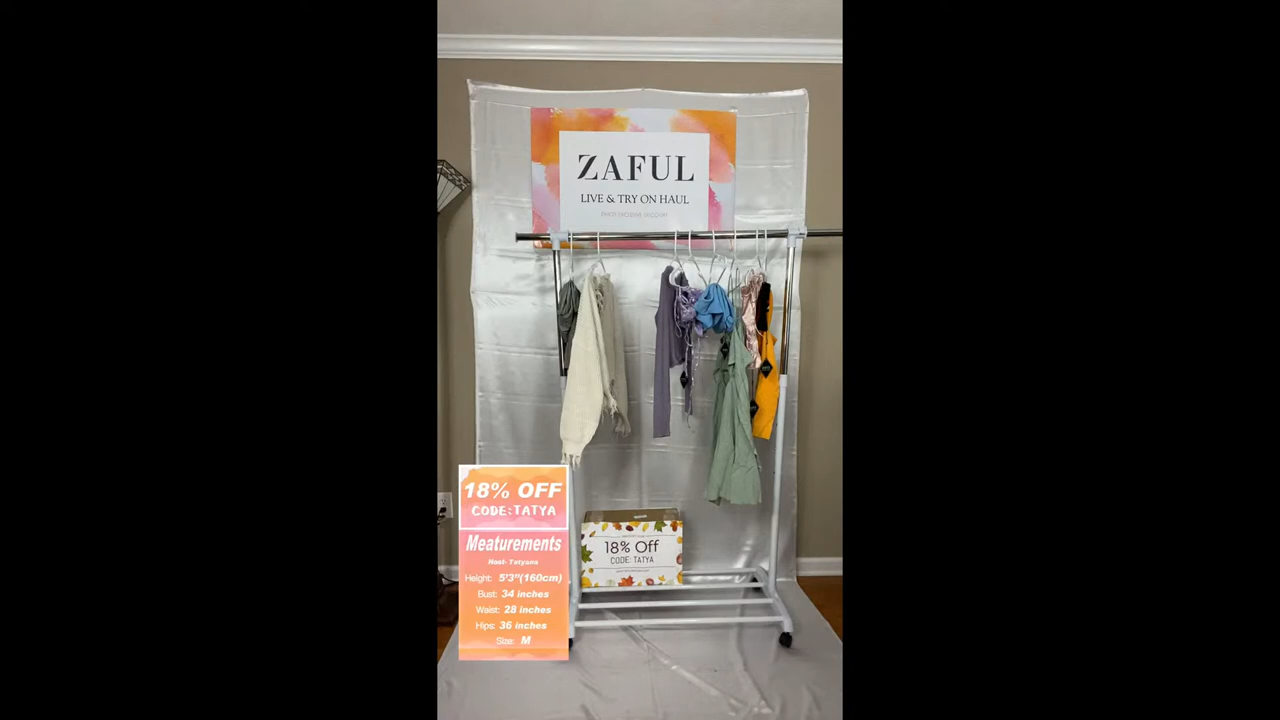 ZAFUL
LIVE & TRY ON HAUL
18% OFF
CODE:TATYA
Meaturements
Host- Tatyana
Height: 5'3"(160cm)
Bust: 34 inches
Waist: 28 inches
Hips: 36 inches
Size: M
18% Off
CODE: TATYA